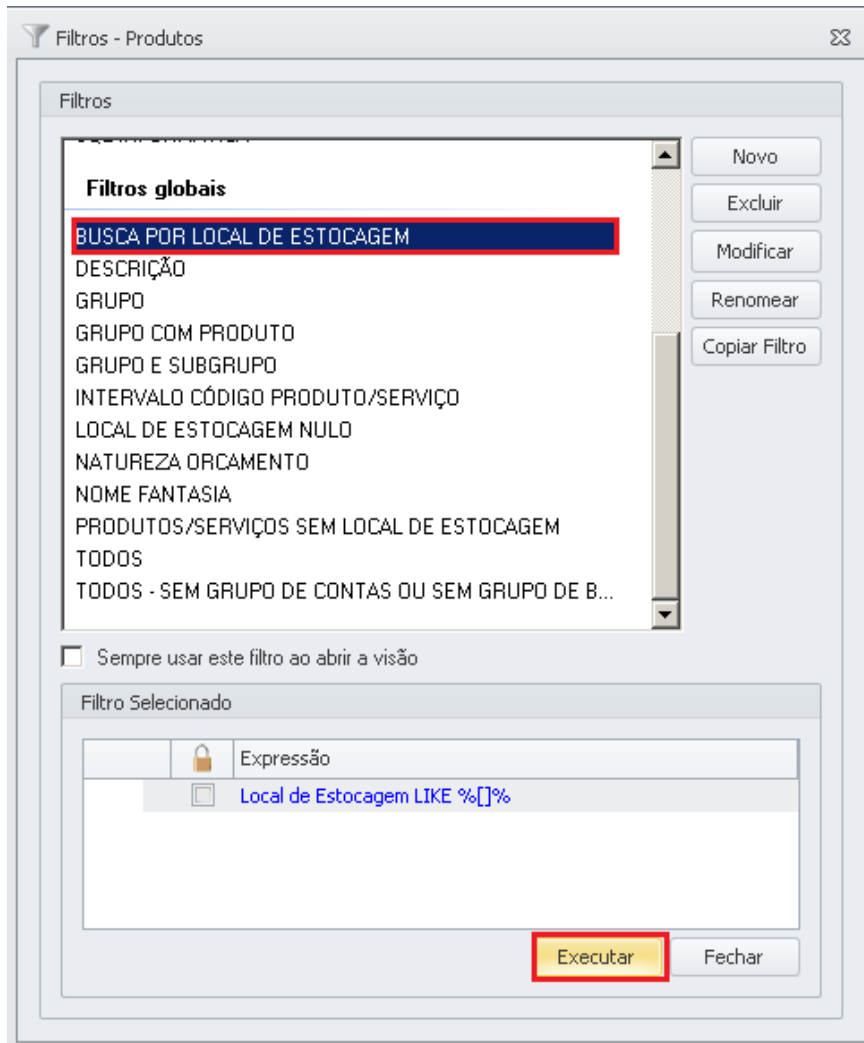 Filtros - Produtos
Filtros
Filtros globais
BUSCA POR LOCAL DE ESTOCAGEM
DESCRIÇÃO
GRUPO
GRUPO COM PRODUTO
GRUPO E SUBGRUPO
INTERVALO CÓDIGO PRODUTO/SERVIÇO
LOCAL DE ESTOCAGEM NULO
NATUREZA ORCAMENTO
NOME FANTASIA
PRODUTOS/SERVIÇOS SEM LOCAL DE ESTOCAGEM
TODOS
TODOS - SEM GRUPO DE CONTAS OU SEM GRUPO DE B...
Novo
Excluir
Modificar
Renomear
Copiar Filtro
Sempre usar este filtro ao abrir a visão
Filtro Selecionado
Expressão
Local de Estocagem LIKE %[]%
Executar
Fechar